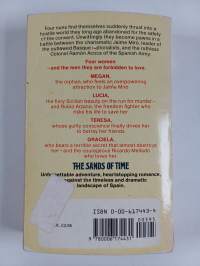 Four nuns find themselves suddenly thrust into a
hostile world they long ago abandoned for the safety
of the convent. Unwittingly they become pawns in a
battle between the charismatic Jaime Miró, leader of
the outlawed Basque nationalists, and the ruthless
Colonel Ramón Acoca of the Spanish Army.
Four women
–and the men they are forbidden to love.
MEGAN,
the orphan, who feels an overpowering
attraction to Jaime Miró
LUCIA,
the fiery Sicilian beauty on the run for murder–
and Rubio Arzano, the freedom fighter who
risks his life to save her
TERESA,
whose guilty conscience finally drives her
to betray her friends
GRACIELA,
who bears a terrible secret that almost destroys
her–and the courageous Ricardo Mellado
who loves her.
THE SANDS OF TIME
adventure, heartstopping romance,
against the timeless and dramatic
landscape of Spain.
ISBN 0-00-617443-4
9 780006 174431